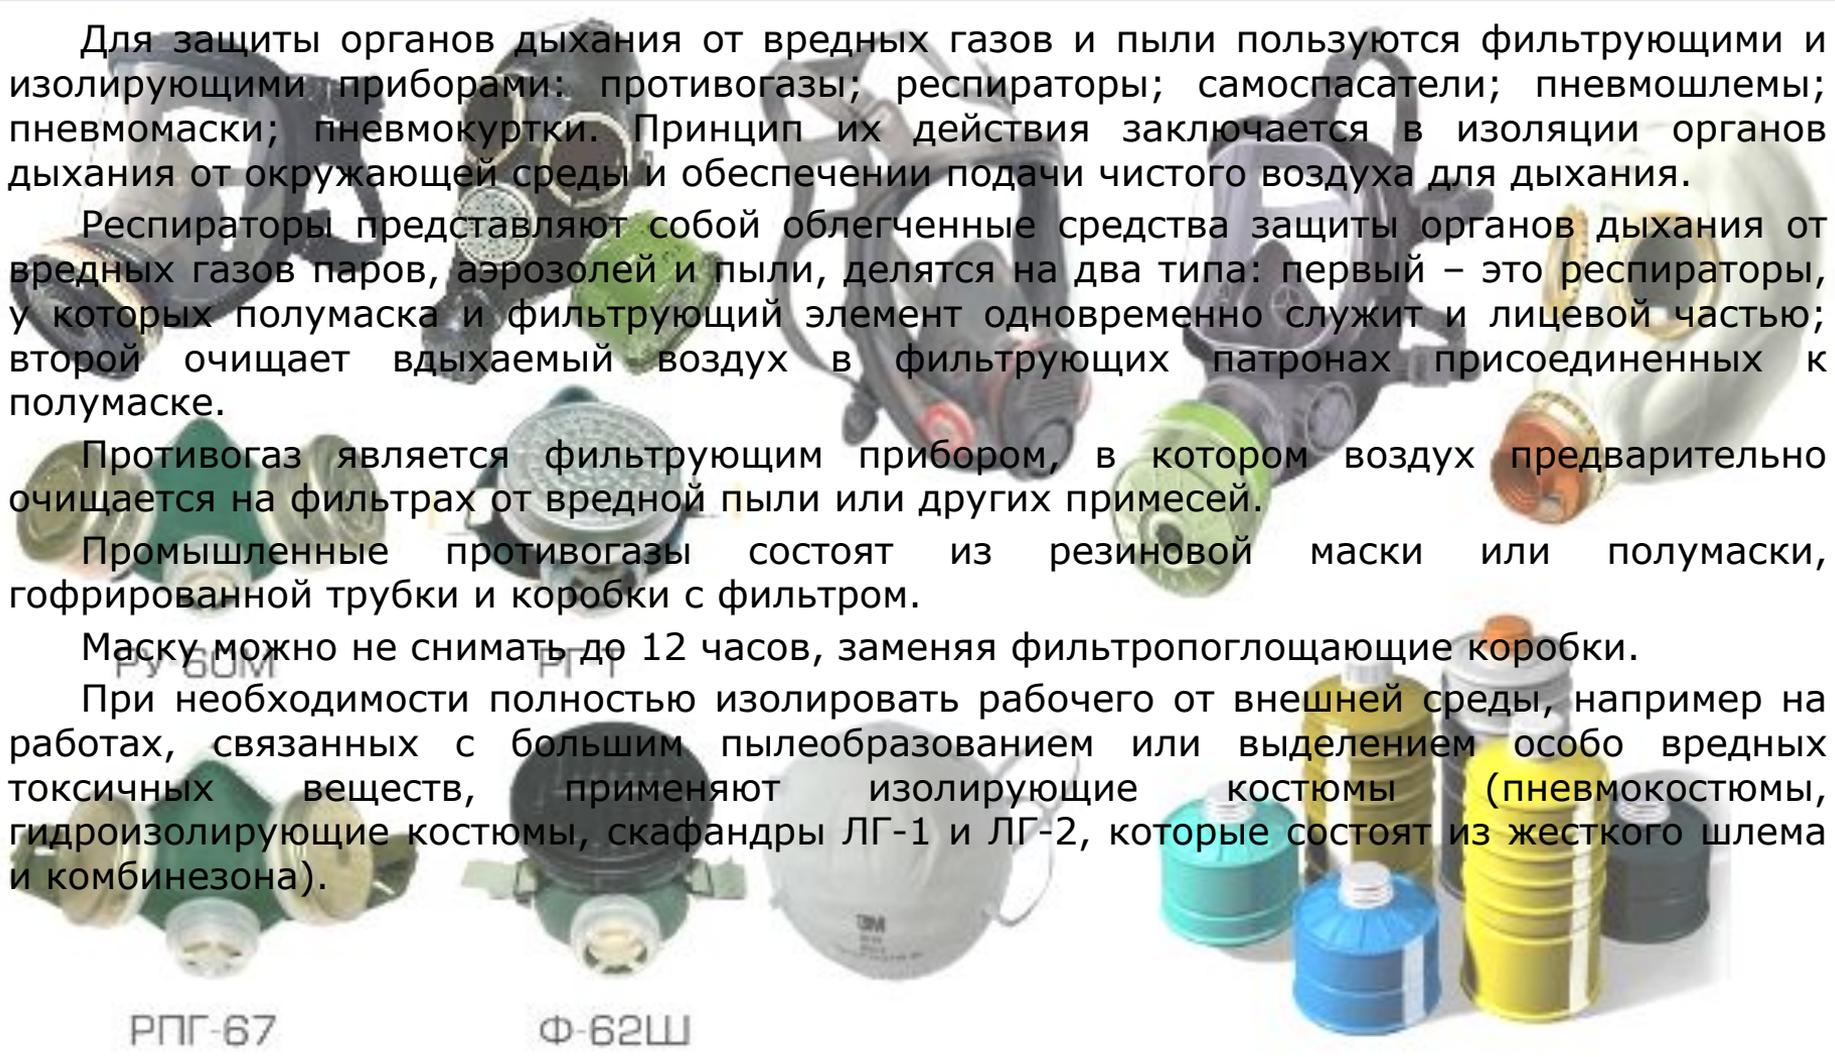 Для защиты органов дыхания от вредных газов и пыли пользуются фильтрующими и
изолирующими приборами: противогазы; респираторы; самоспасатели; пневмошлемы;
пневмомаски; пневмокуртки. Принцип их действия заключается в изоляции органов
дыхания от окружающей среды и обеспечении подачи чистого воздуха для дыхания.
Респираторы представляют собой облегченные средства защиты органов дыхания от
вредных газов паров, аэрозолей и пыли, делятся на два типа: первый – это респираторы,
у которых полумаска и фильтрующий элемент одновременно служит и лицевой частью;
второй очищает вдыхаемый воздух в фильтрующих патронах присоединенных к
полумаске.
Противогаз является фильтрующим прибором, в котором воздух предварительно
очищается на фильтрах от вредной пыли или других примесей.
Промышленные противогазы состоят из резиновой маски или полумаски,
гофрированной трубки и коробки с фильтром.
Маску можно не снимать до 12 часов, заменяя фильтропоглощающие коробки.
РУ-60М
При необходимости полностью изолировать рабочего от внешней среды, например на
работах, связанных с большим пылеобразованием или выделением особо вредных
токсичных веществ, применяют изолирующие костюмы (пневмокостюмы,
гидроизолирующие костюмы, скафандры ЛГ-1 и ЛГ-2, которые состоят из жесткого шлема
и комбинезона).
3M
РПГ-67 Ф-62Ш